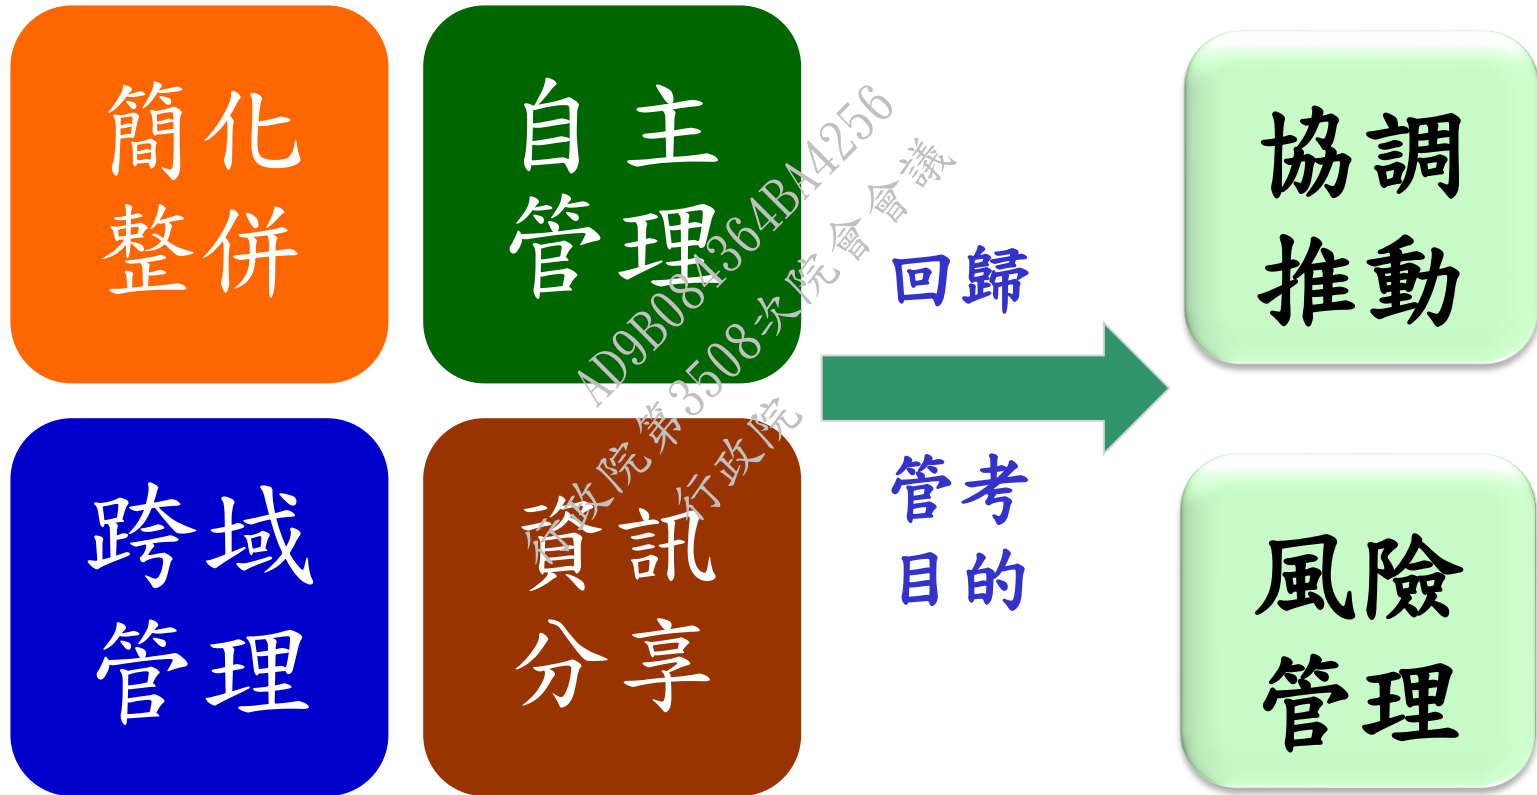 簡化
整併
自主
管理
跨域
管理
資訊
分享
回歸
管考
目的
協調
推動
風險
管理
AD9B084364BA4256
行政院第3508次院會會議
行政院